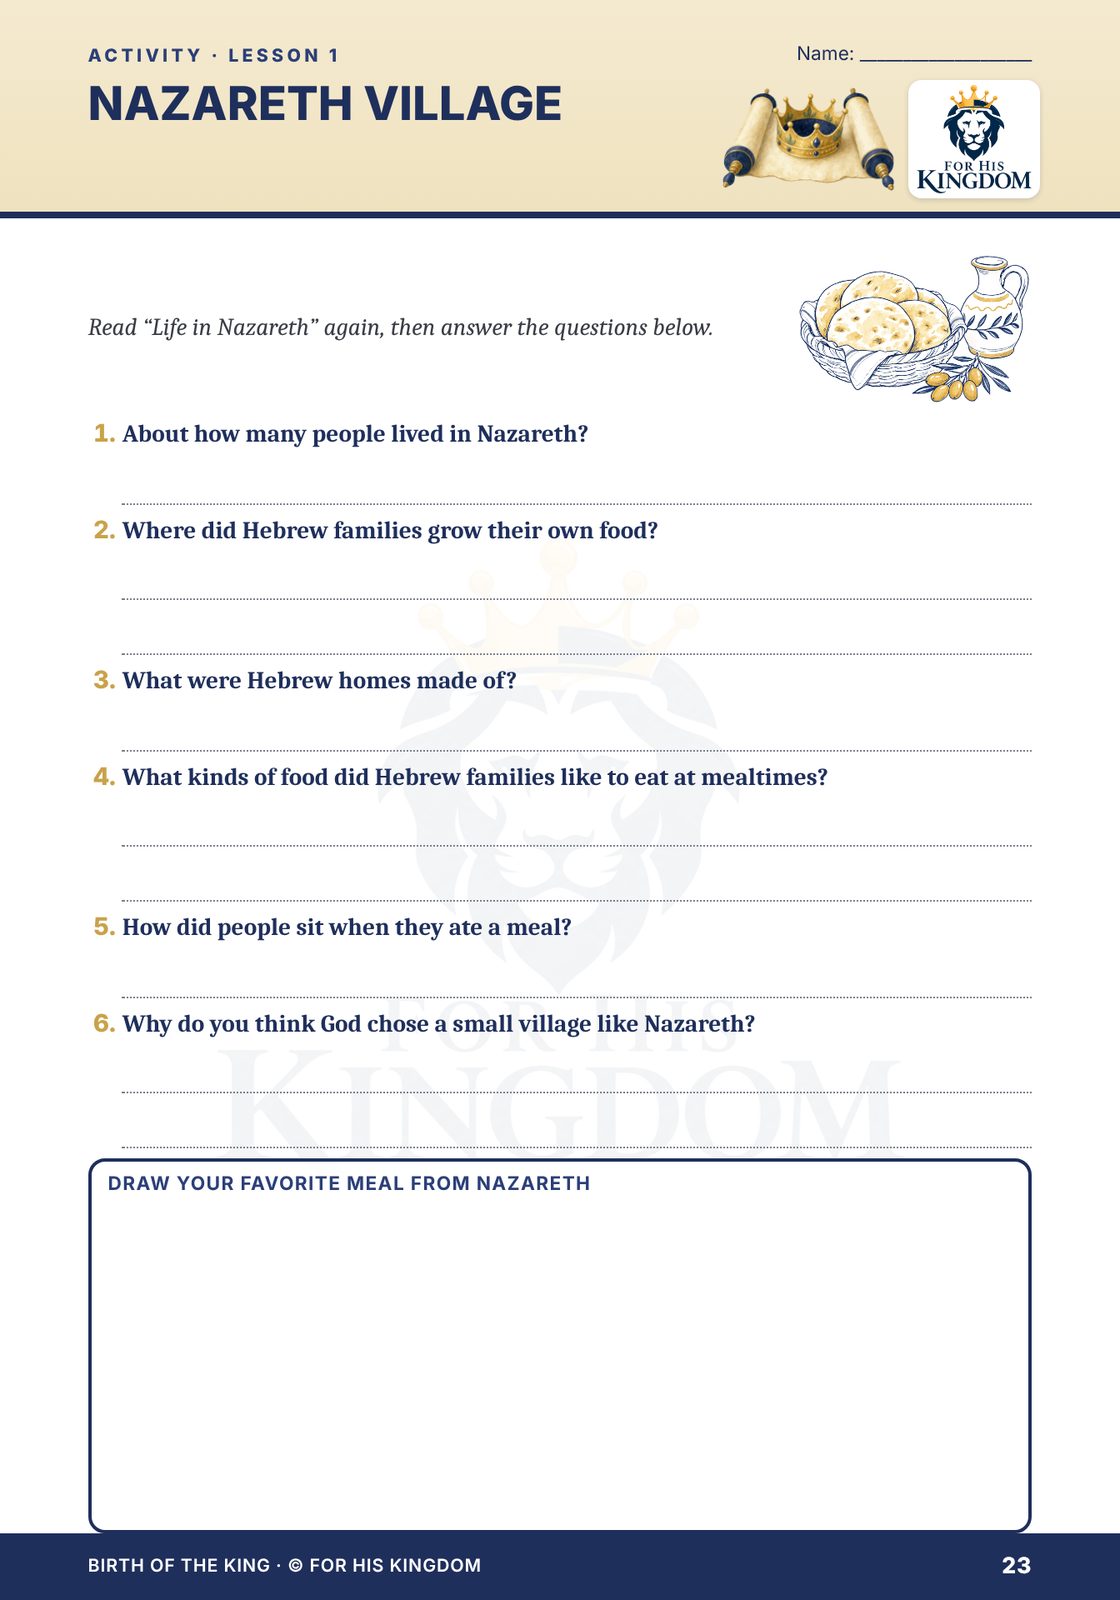 ACTIVITY · LESSON 1
Name: ________________
NAZARETH VILLAGE
FOR HIS
KINGDOM
Read “Life in Nazareth” again, then answer the questions below.
1. About how many people lived in Nazareth?
2. Where did Hebrew families grow their own food?
3. What were Hebrew homes made of?
4. What kinds of food did Hebrew families like to eat at mealtimes?
5. How did people sit when they ate a meal?
FOR HIS
6. Why do you think God chose a small village like Nazareth?
KINGDOM
DRAW YOUR FAVORITE MEAL FROM NAZARETH
BIRTH OF THE KING · © FOR HIS KINGDOM
23